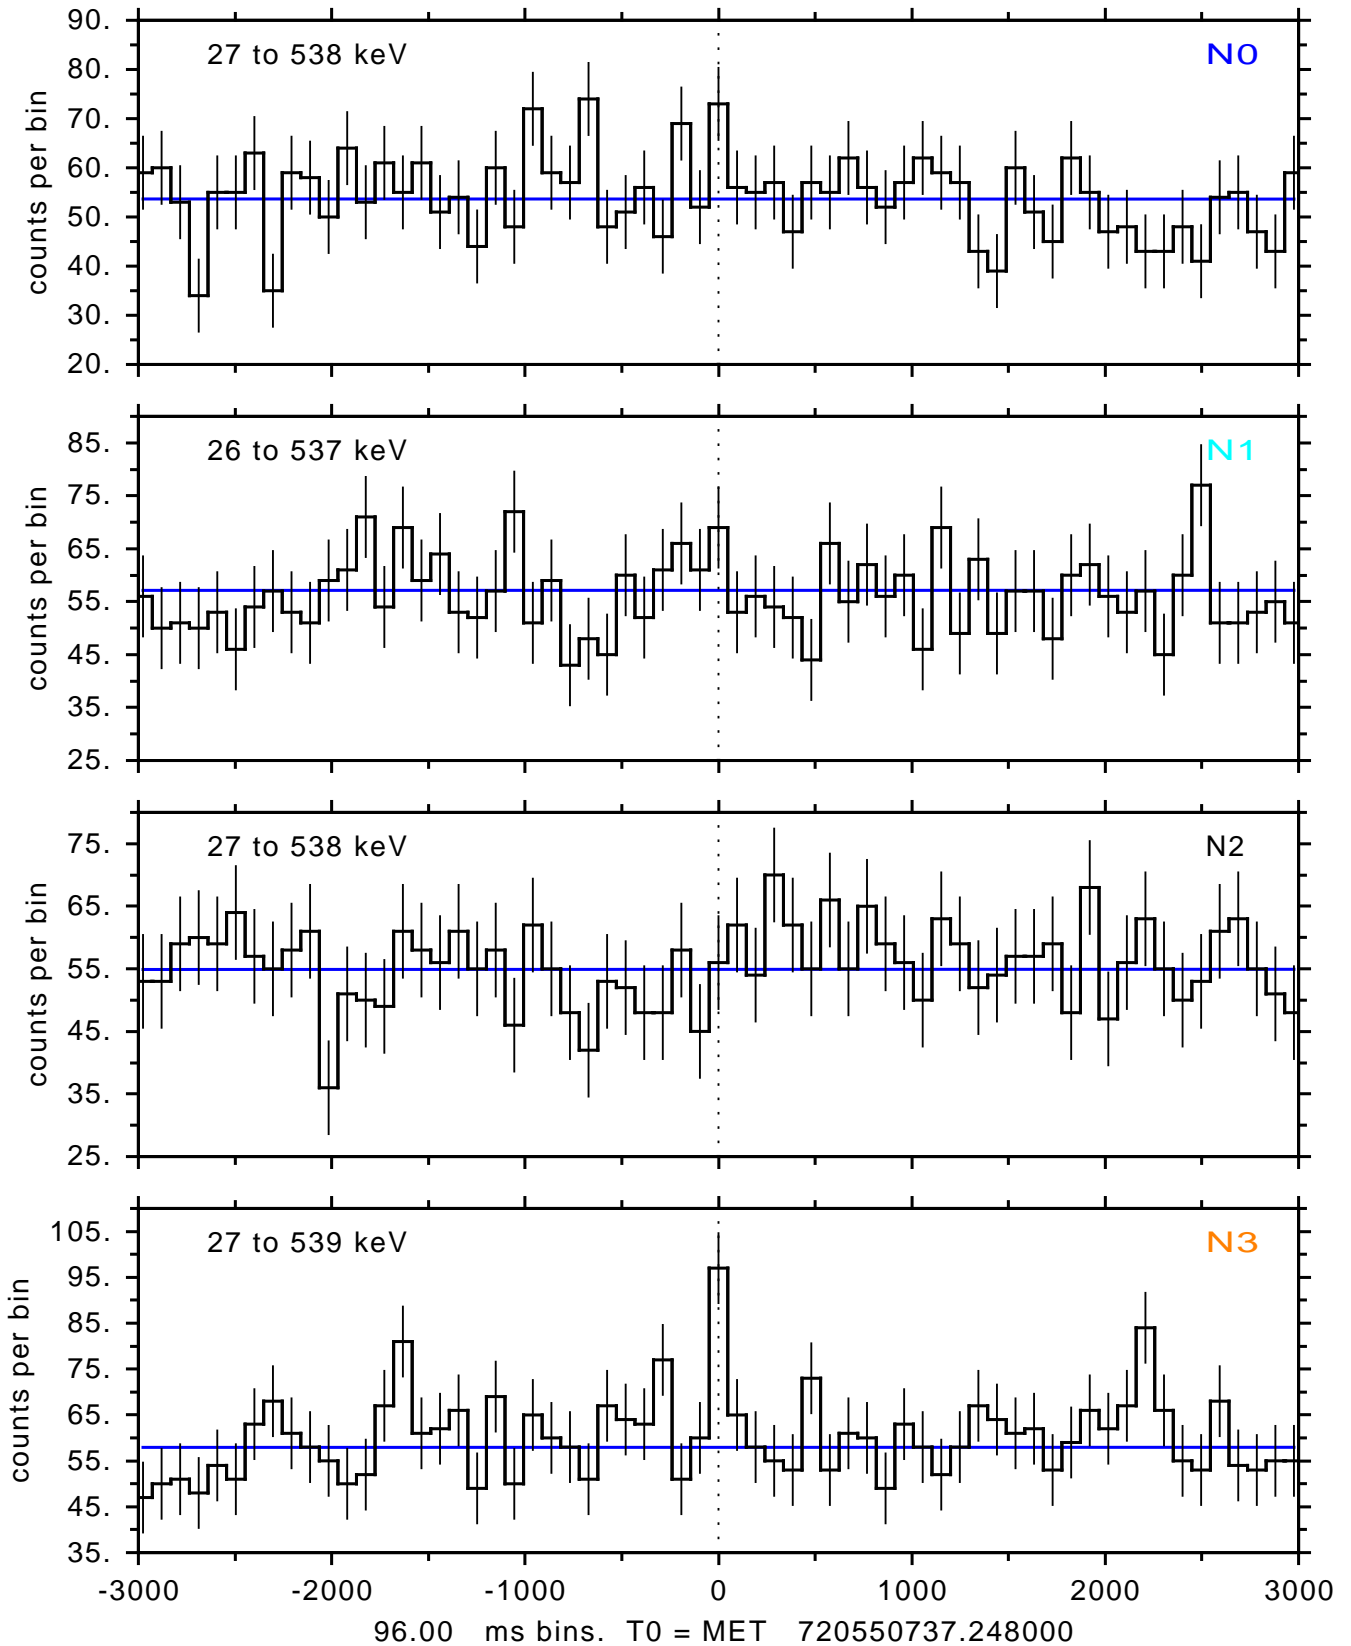 90.
27 to 538 keV N0
80.
70.
60.
50.
40.
30.
20.
counts per bin
26 to 537 keV N1
85.
75.
65.
55.
45.
35.
25.
counts per bin
27 to 538 keV N2
75.
65.
55.
45.
35.
25.
counts per bin
27 to 539 keV N3
105.
95.
85.
75.
65.
55.
45.
35.
counts per bin
-3000 -2000 -1000 0 1000 2000 3000
96.00 ms bins. T0 = MET 720550737.248000